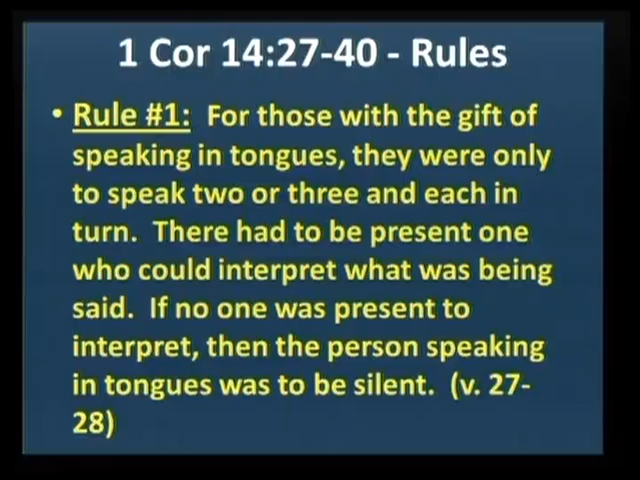 1 Cor 14:27-40 - Rules
• Rule #1: For those with the gift of
speaking in tongues, they were only
to speak two or three and each in
turn. There had to be present one
who could interpret what was being
said. If no one was present to
interpret, then the person speaking
in tongues was to be silent. (v. 27-
28)